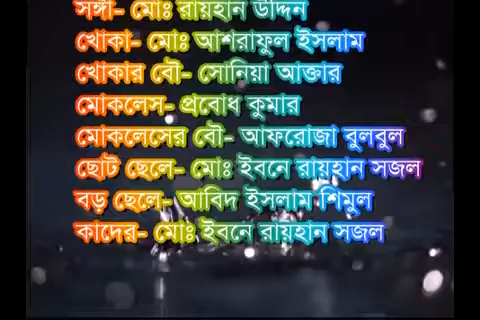 সঙ্গী- মোঃ রায়হান উদ্দিন
খোকা- মোঃ আশরাফুল ইসলাম
খোকার বৌ- সোনিয়া আক্তার
মোকলেস- প্রবোধ কুমার
মোকলেসের বৌ- আফরোজা বুলবুল
ছোট ছেলে- মোঃ ইবনে রায়হান সজল
বড় ছেলে- আবিদ ইসলাম শিমুল
কাদের- মোঃ ইবনে রায়হান সজল